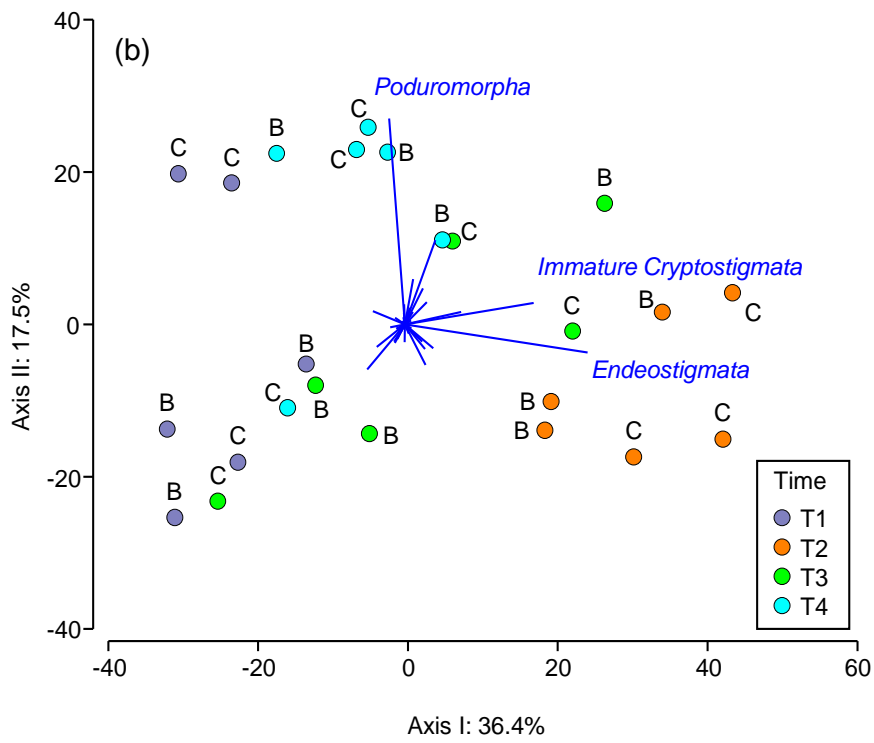 40
(b)
Poduromorpha
C
B
C
C
C
B
20
B
B
C
Immature Cryptostigmata
B
C
C
0
Endeostigmata
B
B
C
B
B
B
C
C
B
C
C
-20
B
C
B
-40
Time
T1
T2
T3
T4
-40
-20
0
20
40
60
Axis I: 36.4%
Axis II: 17.5%